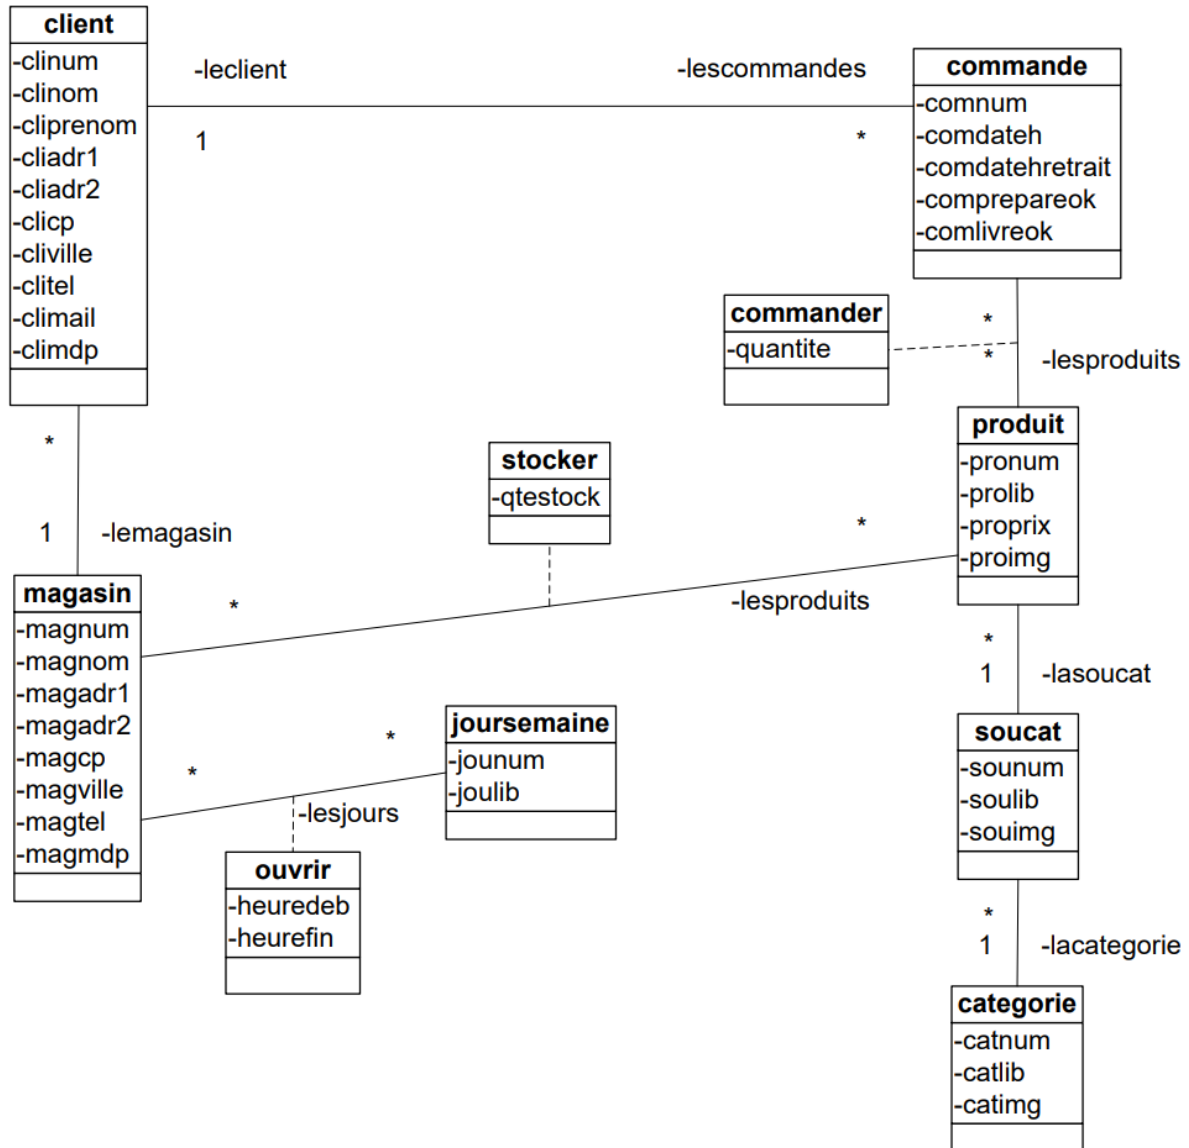 client
-clinum
-clinom
-cliprenom
-cliadr1
-cliadr2
-clicp
-cliville
-clitel
-climail
-climdp
-leclient
1
-lescommandes
*
commande
-comnum
-comdateh
-comdatehretrait
-comprepareok
-comlivreok
commander
-quantite
*
*
-lesproduits
produit
-pronum
-prolib
-proprix
-proimg
*
1
-lemagasin
stocker
-qtestock
*
*
-lesproduits
magasin
-magnum
-magnom
-magadr1
-magadr2
-magcp
-magville
-magtel
-magmdp
*
*
-lesjours
joursemaine
-jounum
-joulib
ouvrir
-heuredeb
-heurefin
*
1
-lasoucat
soucat
-sounum
-soulib
-souimg
*
1
-lacategorie
categorie
-catnum
-catlib
-catimg